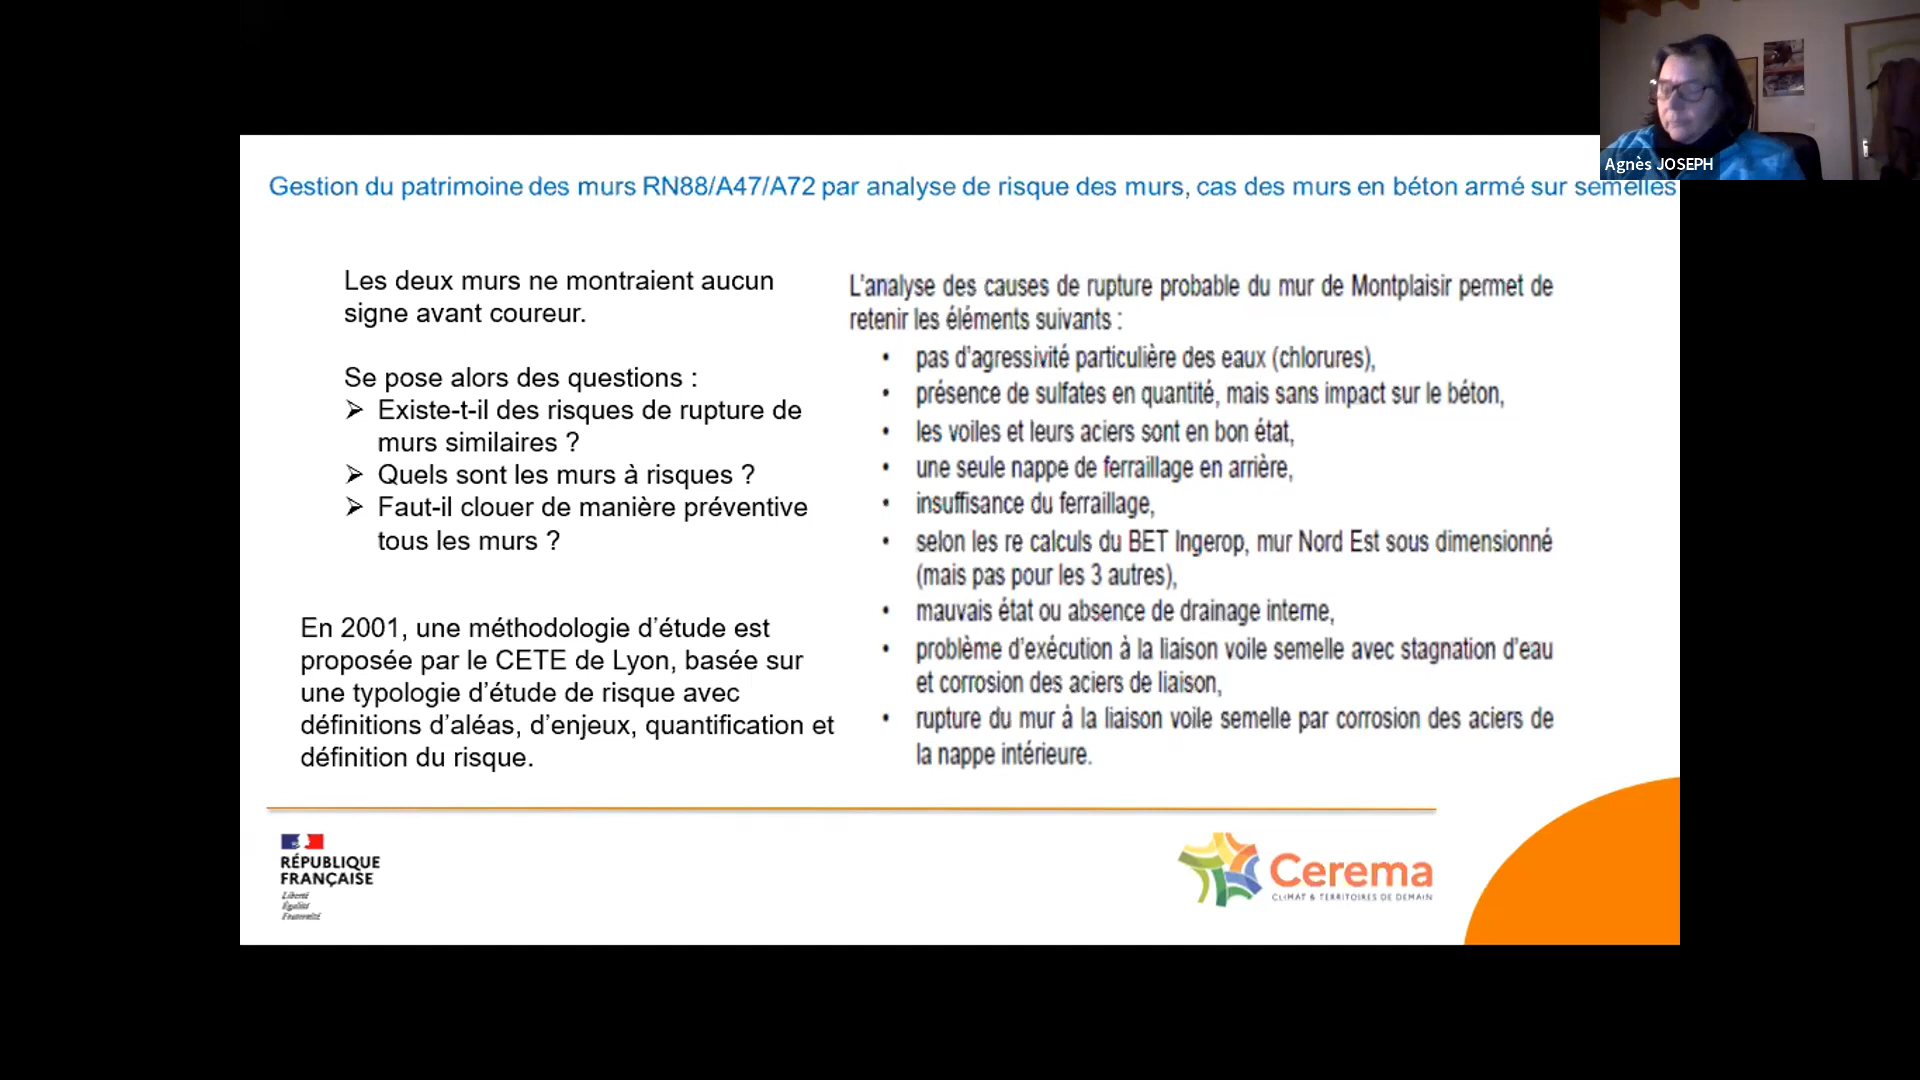 Agnès JOSEPH
Gestion du patrimoine des murs RN88/A47/A72 par analyse de risque des murs, cas des murs en béton armé sur semelles
Les deux murs ne montraient aucun
signe avant coureur.
Se pose alors des questions :
➢ Existe-t-il des risques de rupture de
murs similaires ?
➢ Quels sont les murs à risques ?
➢ Faut-il clouer de manière préventive
tous les murs ?
En 2001, une méthodologie d’étude est
proposée par le CETE de Lyon, basée sur
une typologie d’étude de risque avec
définitions d’aléas, d’enjeux, quantification et
définition du risque.
L'analyse des causes de rupture probable du mur de Montplaisir permet de
retenir les éléments suivants :
• pas d'agressivité particulière des eaux (chlorures),
• présence de sulfates en quantité, mais sans impact sur le béton,
• les voiles et leurs aciers sont en bon état,
• une seule nappe de ferraillage en arrière,
• insuffisance du ferraillage,
• selon les re calculs du BET Ingerop, mur Nord Est sous dimensionné
(mais pas pour les 3 autres),
• mauvais état ou absence de drainage interne,
• problème d'exécution à la liaison voile semelle avec stagnation d'eau
et corrosion des aciers de liaison,
• rupture du mur à la liaison voile semelle par corrosion des aciers de
la nappe intérieure.
RÉPUBLIQUE
FRANÇAISE
Liberté
Égalité
Fraternité
Cerema
CLIMAT & TERRITOIRES DE DEMAIN